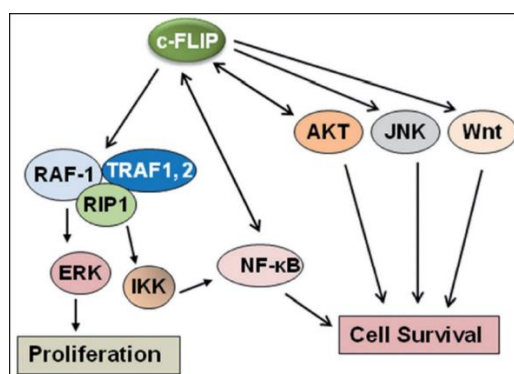 c-FLIP
AKT
JNK
Wnt
RAF-1
TRAF1, 2
RIP1
ERK
IKK
NF-κB
Proliferation
Cell Survival